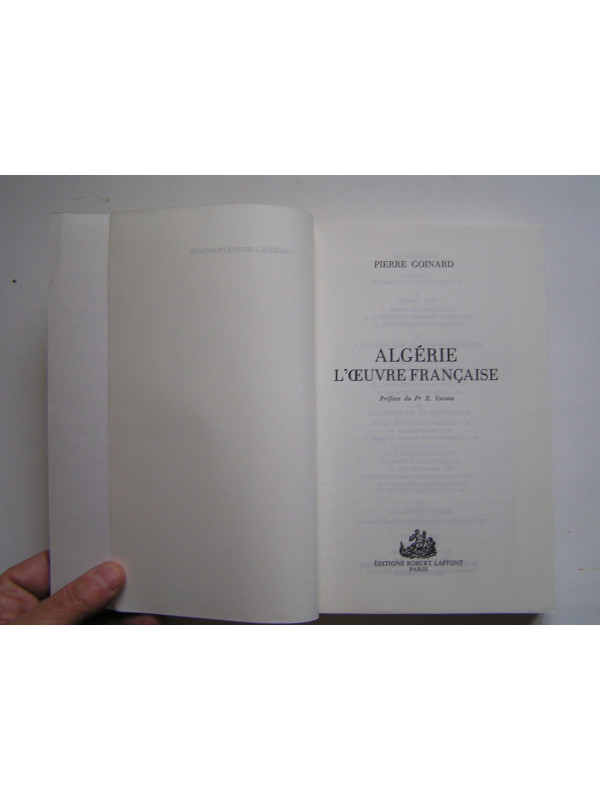 PIERRE GOINARD
ALGÉRIE
L'ŒUVRE FRANÇAISE
Préface du Pr X. Yacono
ÉDITIONS ROBERT LAFFONT
PARIS